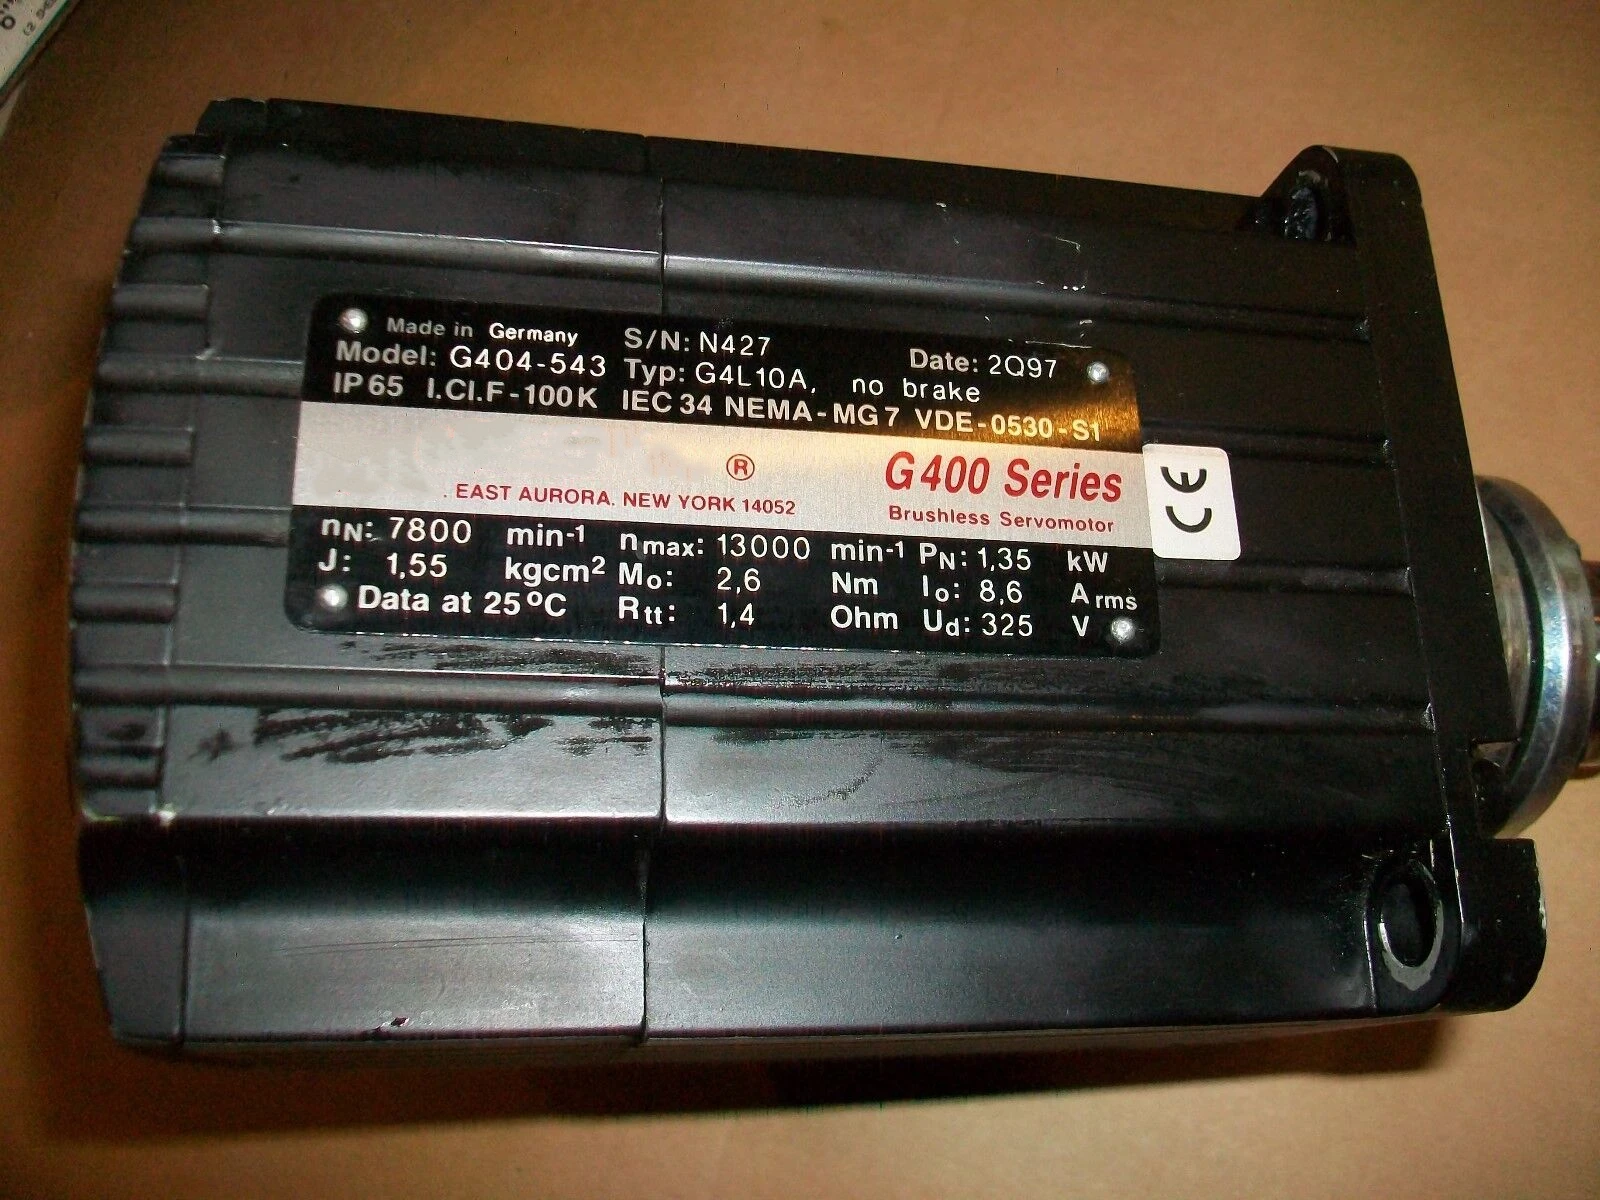 Made in Germany S/N: N427 Date: 2Q97
Model: G404-543 Typ: G4L10A, no brake
IP65 I.Cl.F-100K IEC 34 NEMA-MG7 VDE-0530-S1
® G400 Series
EAST AURORA. NEW YORK 14052 Brushless Servomotor
CE
nN: 7800 min-1 nmax: 13000 min-1 PN: 1,35 kW
J: 1,55 kgcm² Mo: 2,6 Nm Io: 8,6 Arms
Data at 25°C Rtt: 1,4 Ohm Ud: 325 V